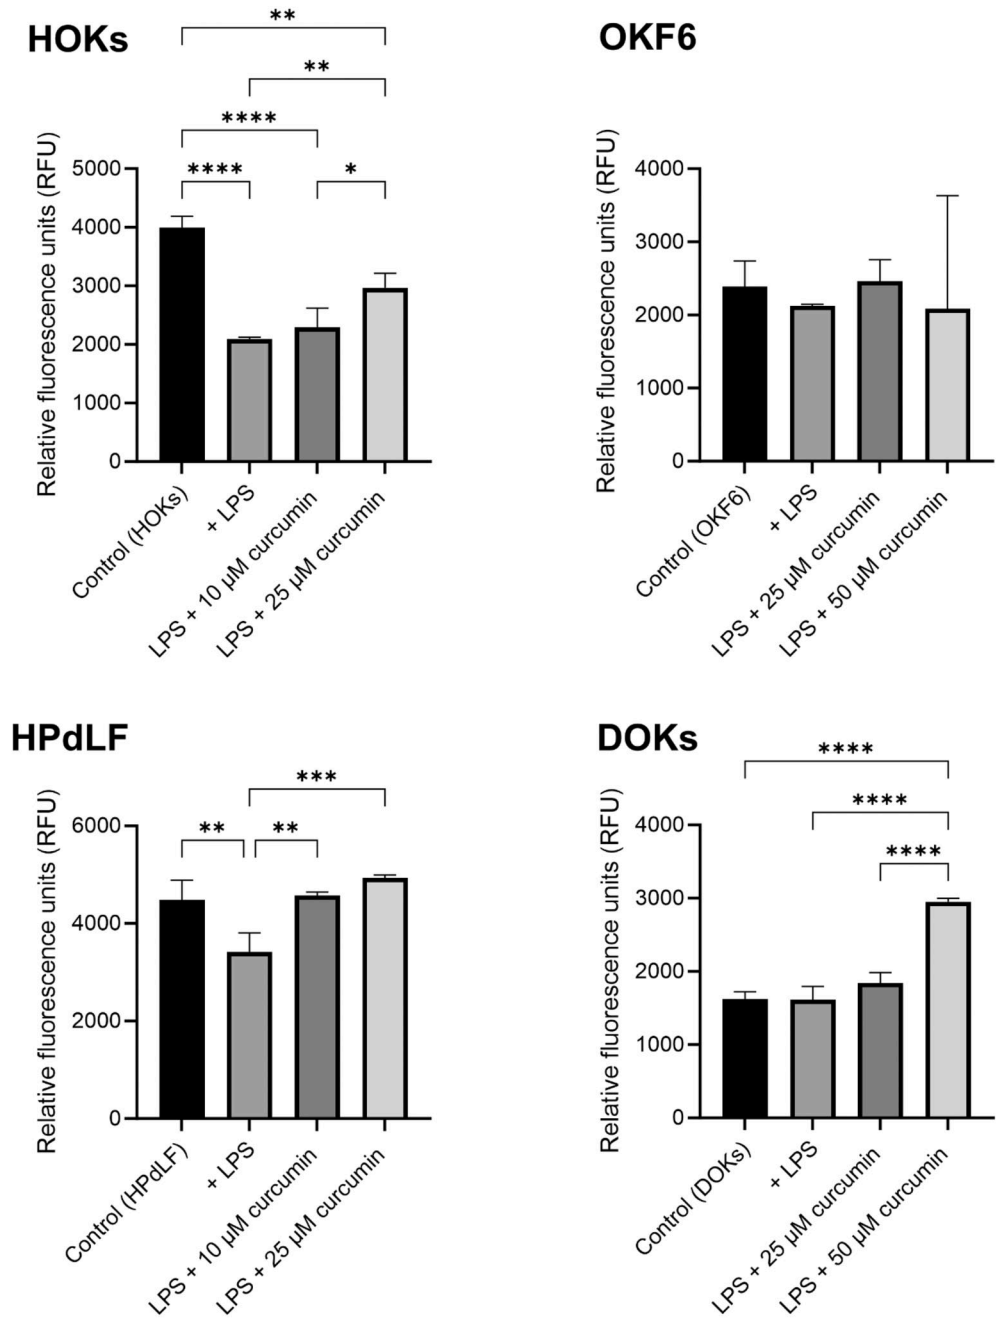 HOKs
**
**
****
****
*
Relative fluorescence units (RFU)
5000
4000
3000
2000
1000
0
Control (HOKs)
+ LPS
LPS + 10 µM curcumin
LPS + 25 µM curcumin
OKF6
Relative fluorescence units (RFU)
4000
3000
2000
1000
0
Control (OKF6)
+ LPS
LPS + 25 µM curcumin
LPS + 50 µM curcumin
HPdLF
***
**
**
Relative fluorescence units (RFU)
6000
4000
2000
0
Control (HPdLF)
+ LPS
LPS + 10 µM curcumin
LPS + 25 µM curcumin
DOKs
****
****
****
Relative fluorescence units (RFU)
4000
3000
2000
1000
0
Control (DOKs)
+ LPS
LPS + 25 µM curcumin
LPS + 50 µM curcumin